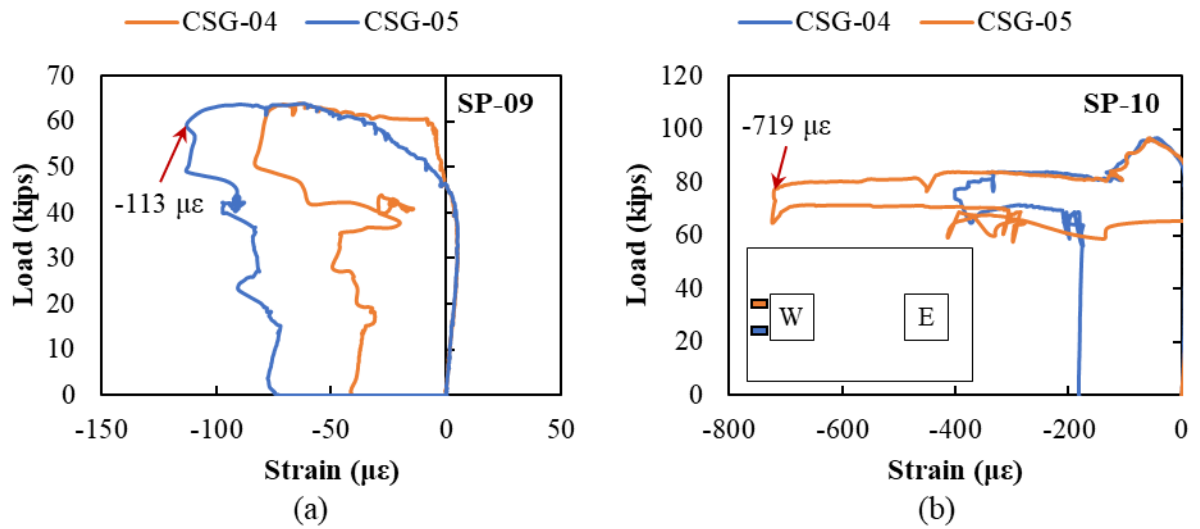 (a)
CSG-04 CSG-05
SP-09
70
60
50
40
30
20
10
0
Load (kips)
-113 με
-150 -100 -50 0 50
Strain (με)
(b)
CSG-04 CSG-05
SP-10
120
100
80
60
40
20
0
Load (kips)
-719 με
W E
-800 -600 -400 -200 0
Strain (με)